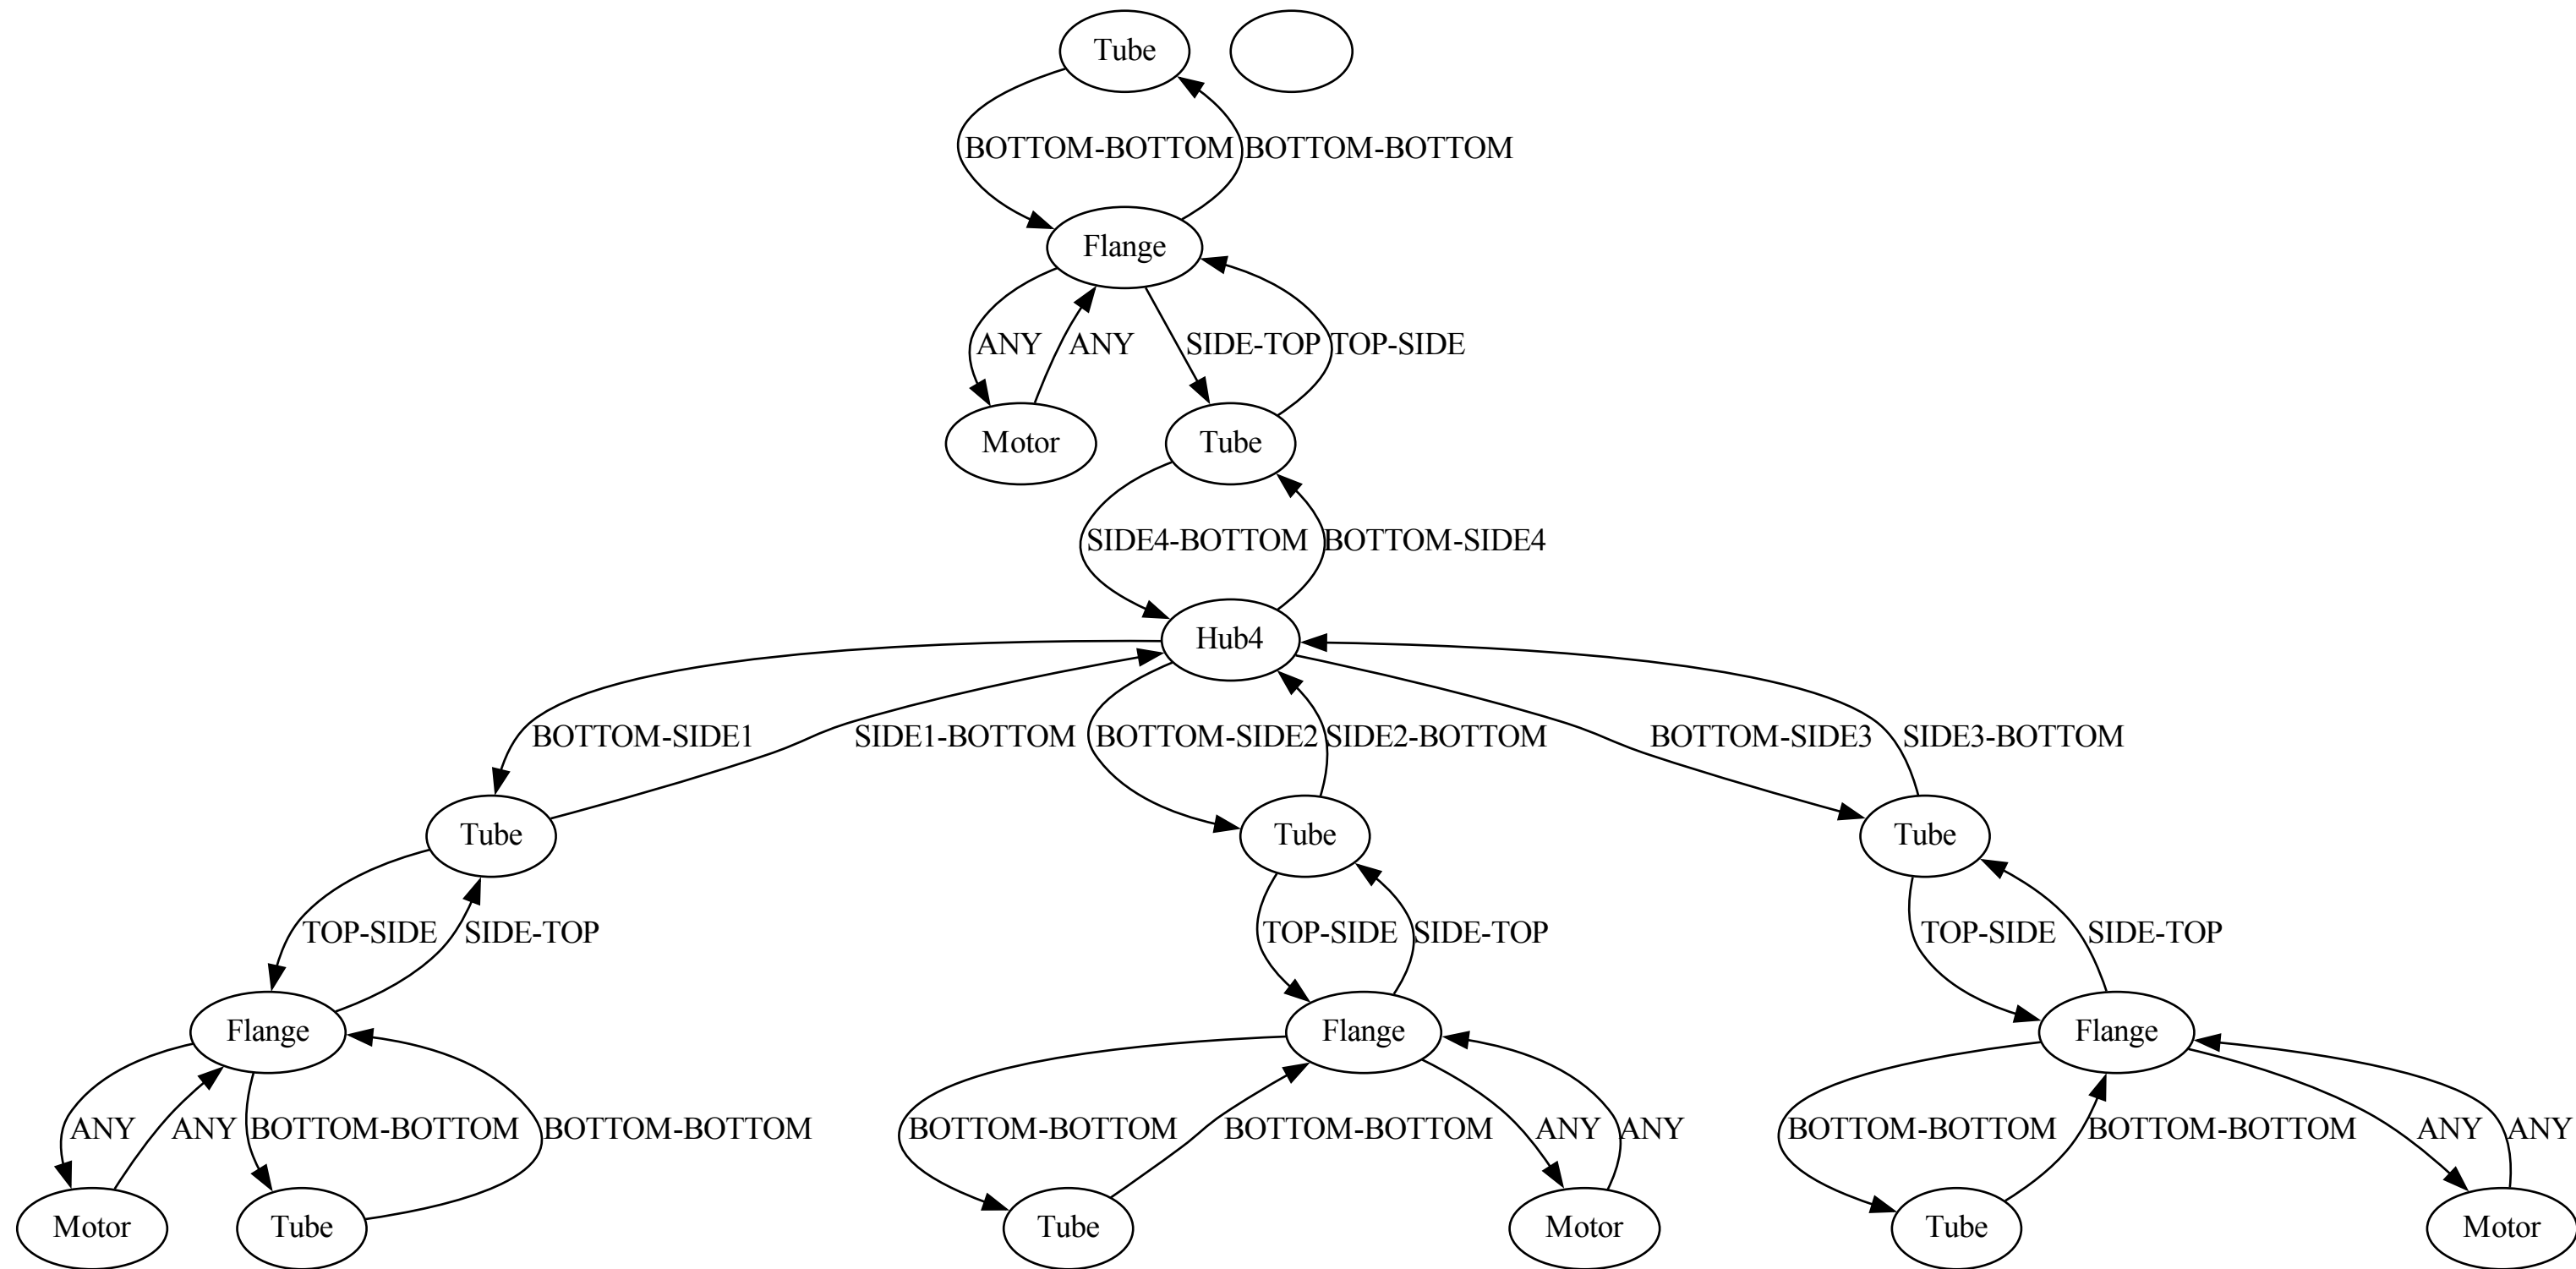 Tube
BOTTOM-BOTTOM BOTTOM-BOTTOM
Flange
ANY ANY SIDE-TOP TOP-SIDE
Motor Tube
SIDE4-BOTTOM BOTTOM-SIDE4
Hub4
BOTTOM-SIDE1 SIDE1-BOTTOM BOTTOM-SIDE2 SIDE2-BOTTOM BOTTOM-SIDE3 SIDE3-BOTTOM
Tube Tube Tube
TOP-SIDE SIDE-TOP TOP-SIDE SIDE-TOP TOP-SIDE SIDE-TOP
Flange Flange Flange
ANY ANY BOTTOM-BOTTOM BOTTOM-BOTTOM BOTTOM-BOTTOM BOTTOM-BOTTOM ANY ANY BOTTOM-BOTTOM BOTTOM-BOTTOM ANY ANY
Motor Tube Tube Motor Tube Motor